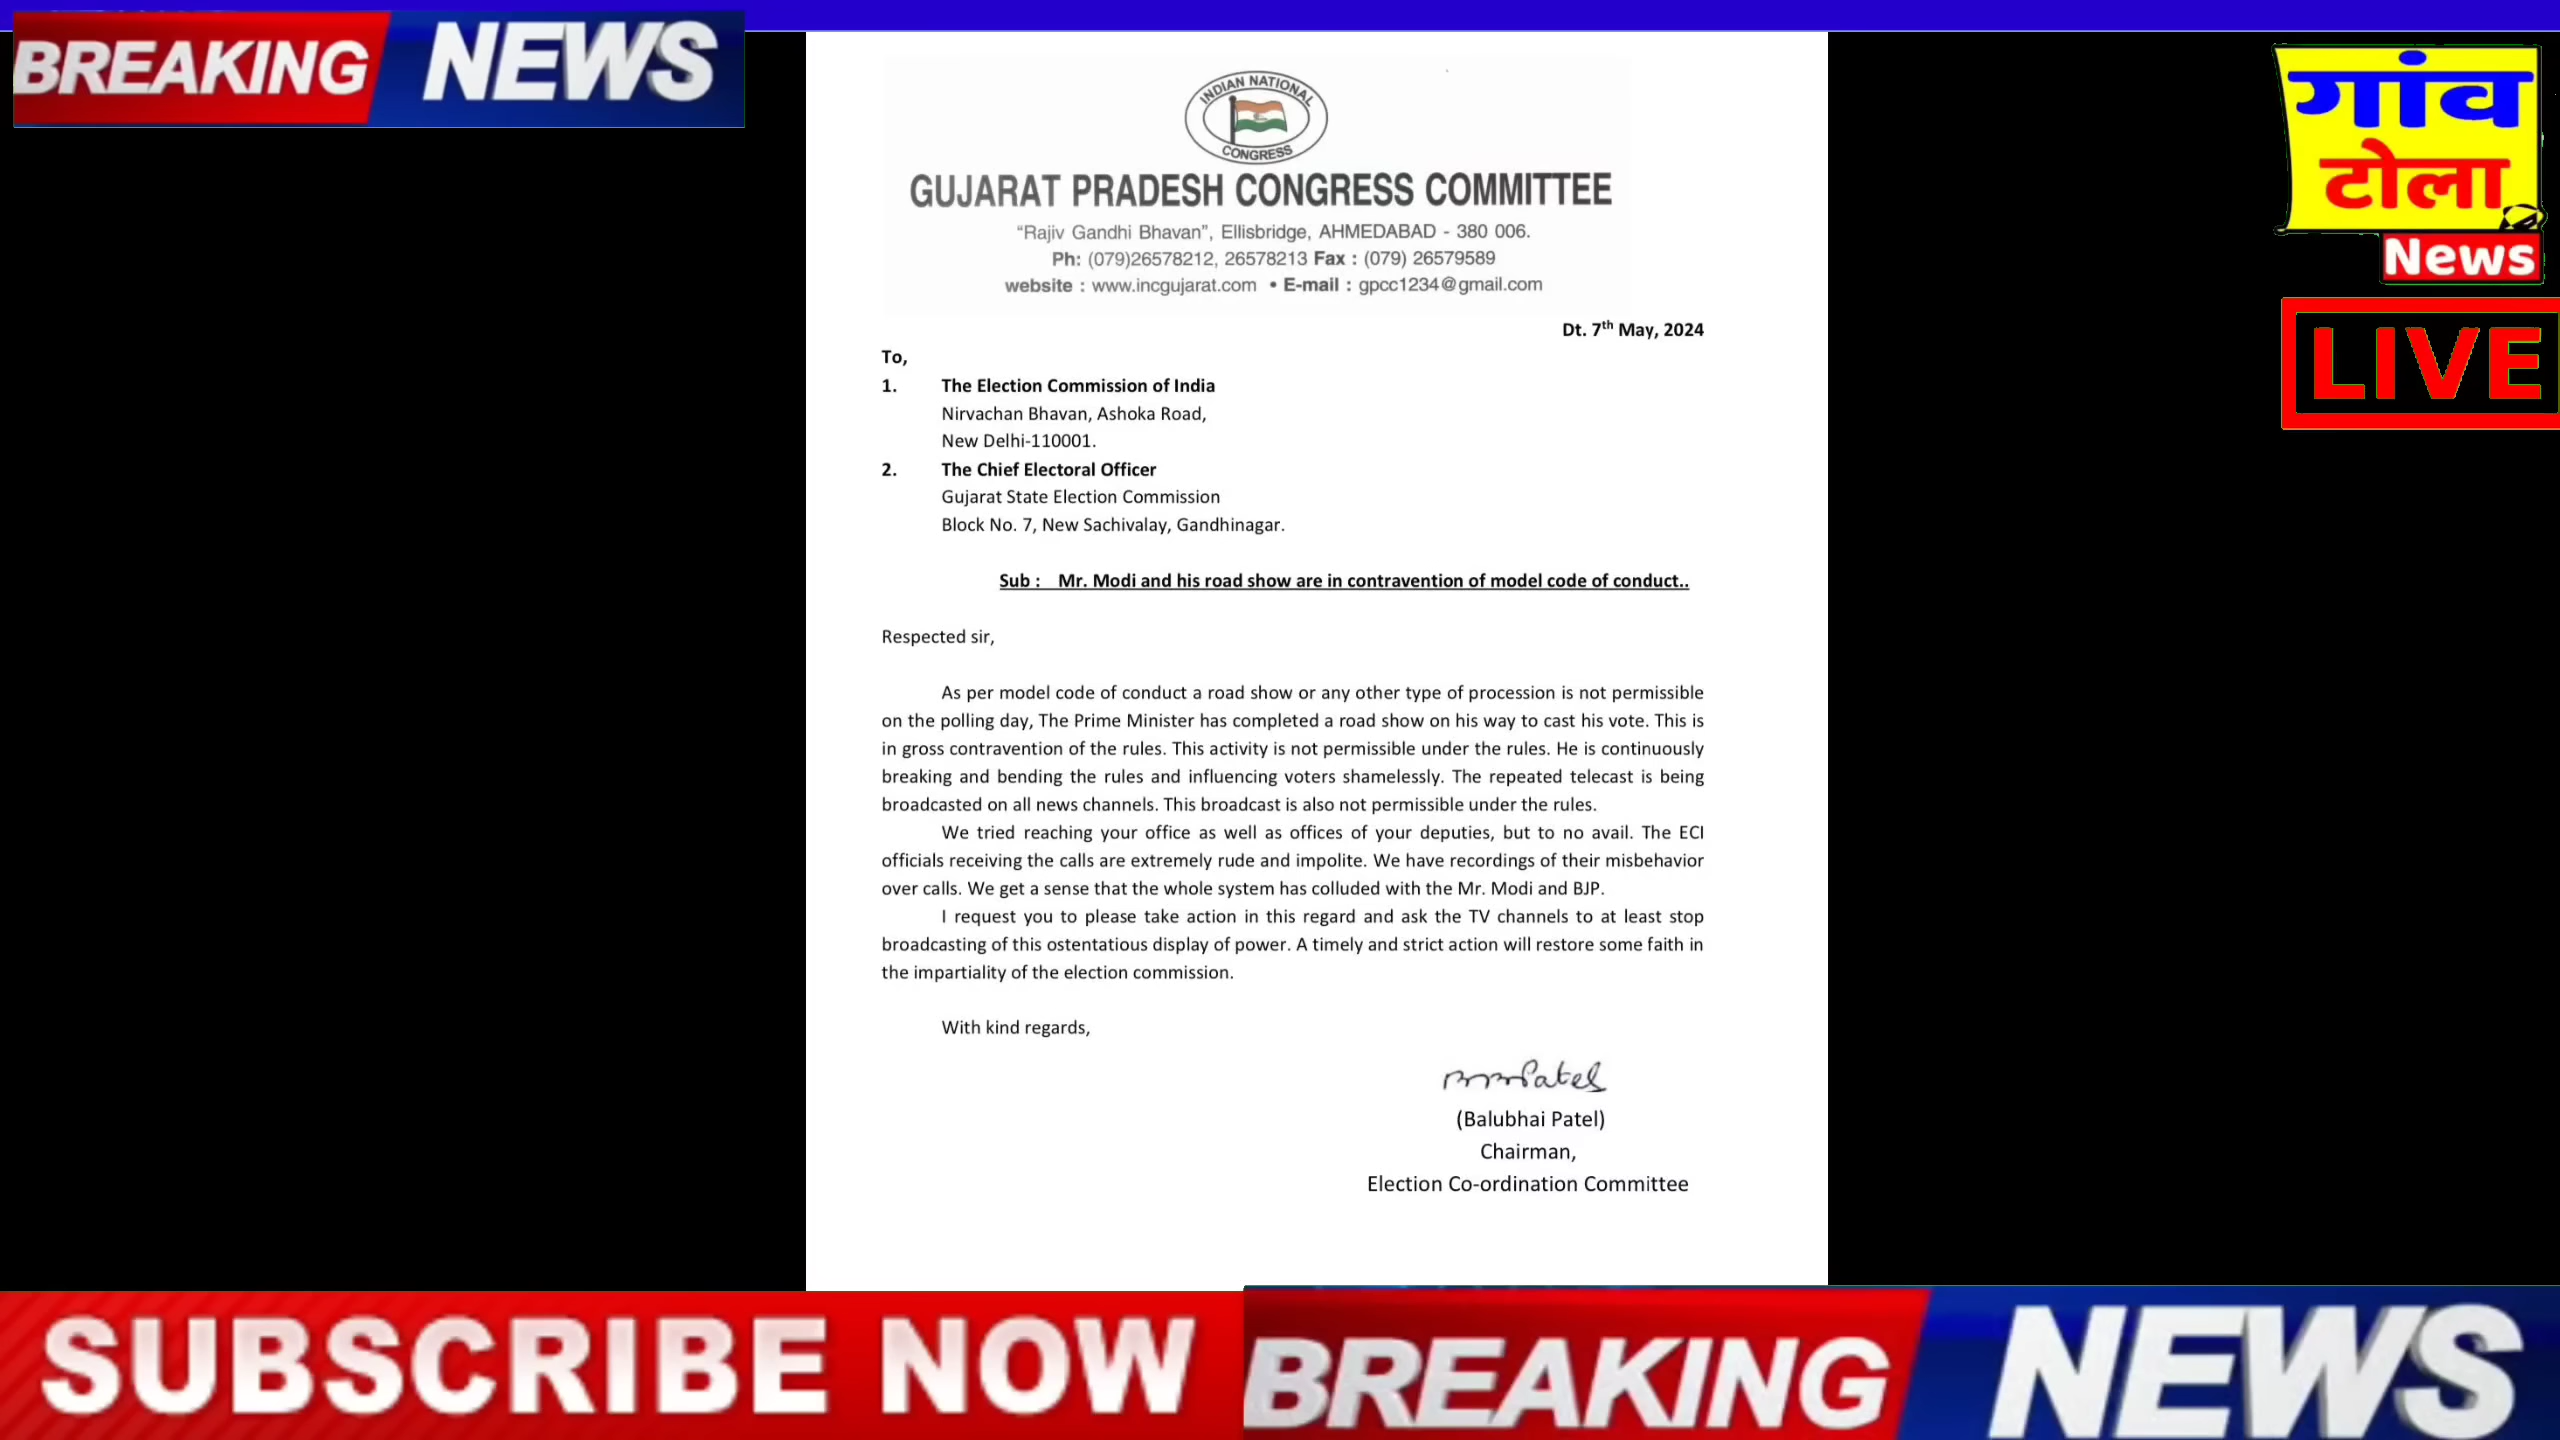 BREAKING NEWS
गांव
टोला
News
LIVE
INDIAN NATIONAL
CONGRESS
GUJARAT PRADESH CONGRESS COMMITTEE
“Rajiv Gandhi Bhavan”, Ellisbridge, AHMEDABAD - 380 006.
Ph: (079)26578212, 26578213 Fax : (079) 26579589
website : www.incgujarat.com • E-mail : gpcc1234@gmail.com
Dt. 7th May, 2024
To,
1. The Election Commission of India
Nirvachan Bhavan, Ashoka Road,
New Delhi-110001.
2. The Chief Electoral Officer
Gujarat State Election Commission
Block No. 7, New Sachivalay, Gandhinagar.
Sub : Mr. Modi and his road show are in contravention of model code of conduct..
Respected sir,
As per model code of conduct a road show or any other type of procession is not permissible
on the polling day, The Prime Minister has completed a road show on his way to cast his vote. This is
in gross contravention of the rules. This activity is not permissible under the rules. He is continuously
breaking and bending the rules and influencing voters shamelessly. The repeated telecast is being
broadcasted on all news channels. This broadcast is also not permissible under the rules.
We tried reaching your office as well as offices of your deputies, but to no avail. The ECI
officials receiving the calls are extremely rude and impolite. We have recordings of their misbehavior
over calls. We get a sense that the whole system has colluded with the Mr. Modi and BJP.
I request you to please take action in this regard and ask the TV channels to at least stop
broadcasting of this ostentatious display of power. A timely and strict action will restore some faith in
the impartiality of the election commission.
With kind regards,
(Balubhai Patel)
Chairman,
Election Co-ordination Committee
SUBSCRIBE NOW BREAKING NEWS